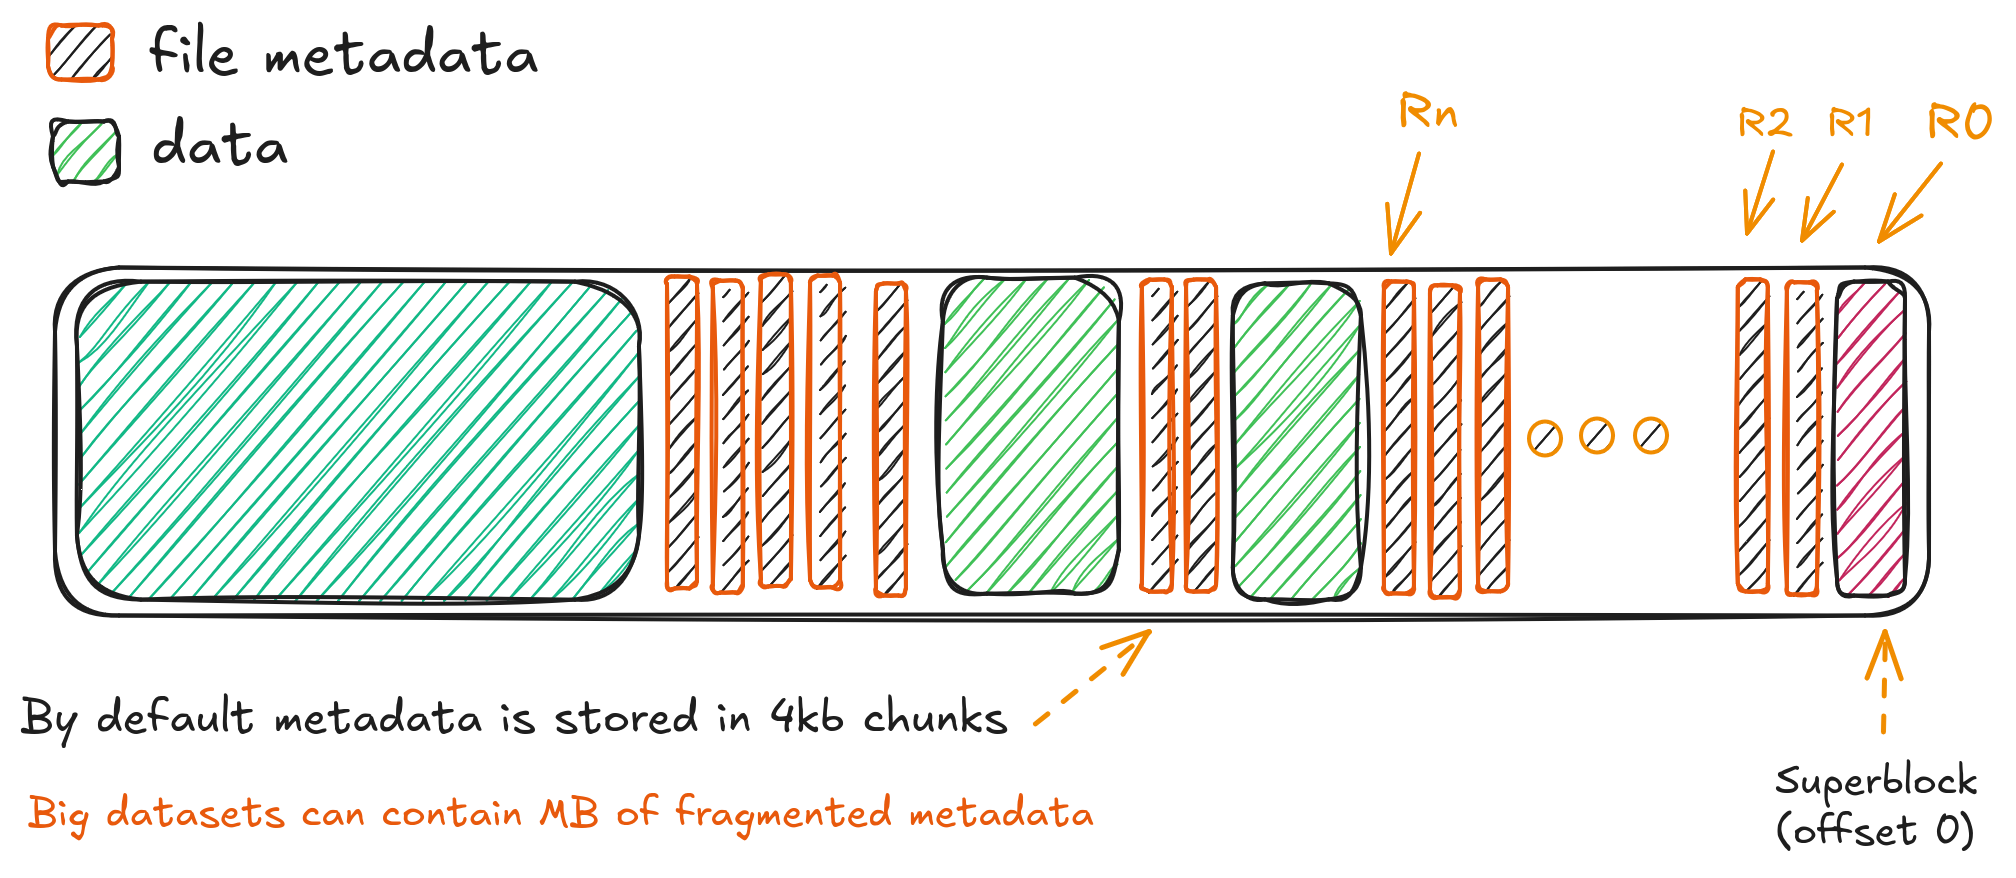 file metadata
data
Rn
R2 R1 R0
By default metadata is stored in 4kb chunks
Big datasets can contain MB of fragmented metadata
Superblock
(offset 0)